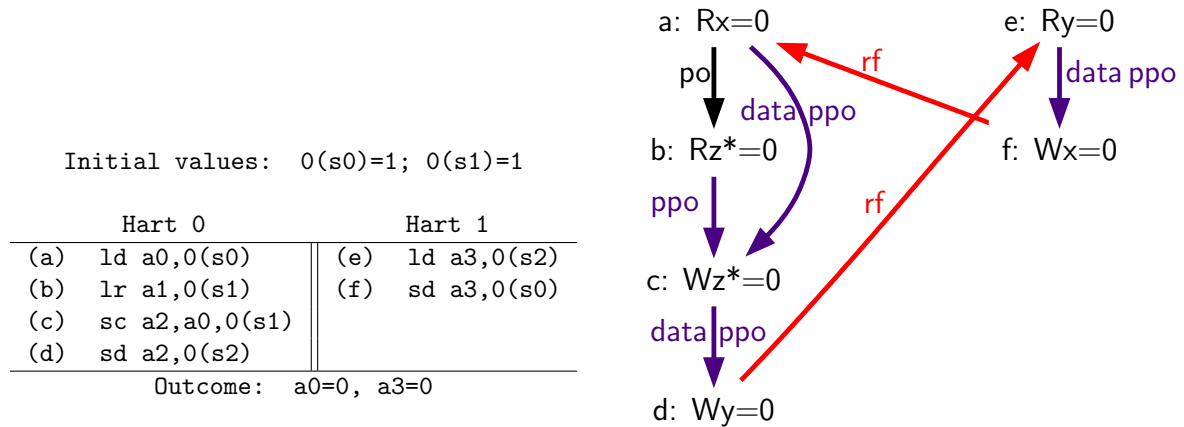 Initial values: 0(s0)=1; 0(s1)=1
Hart 0 Hart 1
(a) ld a0,0(s0) (e) ld a3,0(s2)
(b) lr a1,0(s1) (f) sd a3,0(s0)
(c) sc a2,a0,0(s1)
(d) sd a2,0(s2)
Outcome: a0=0, a3=0
a: Rx=0
e: Ry=0
po
rf
data ppo
data ppo
b: Rz*=0
f: Wx=0
ppo
rf
c: Wz*=0
data ppo
d: Wy=0